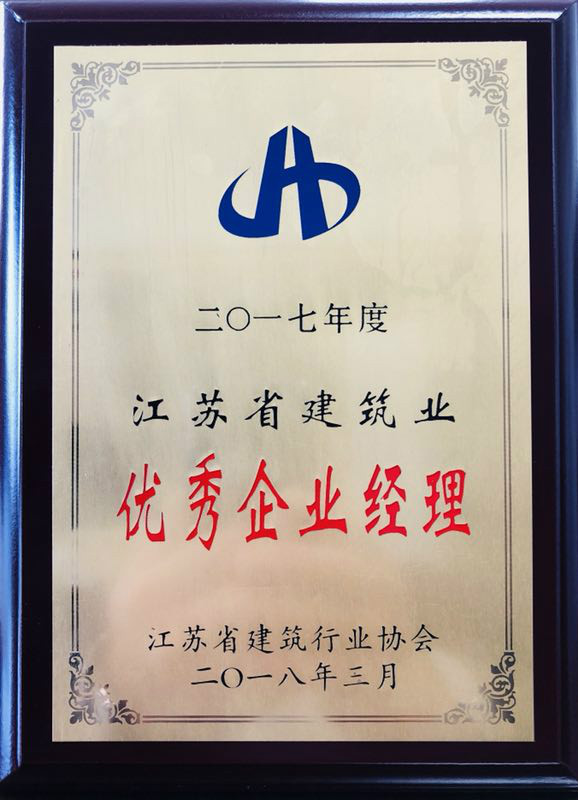 二〇一七年度
江苏省建筑业
优秀企业经理
江苏省建筑行业协会
二〇一八年三月